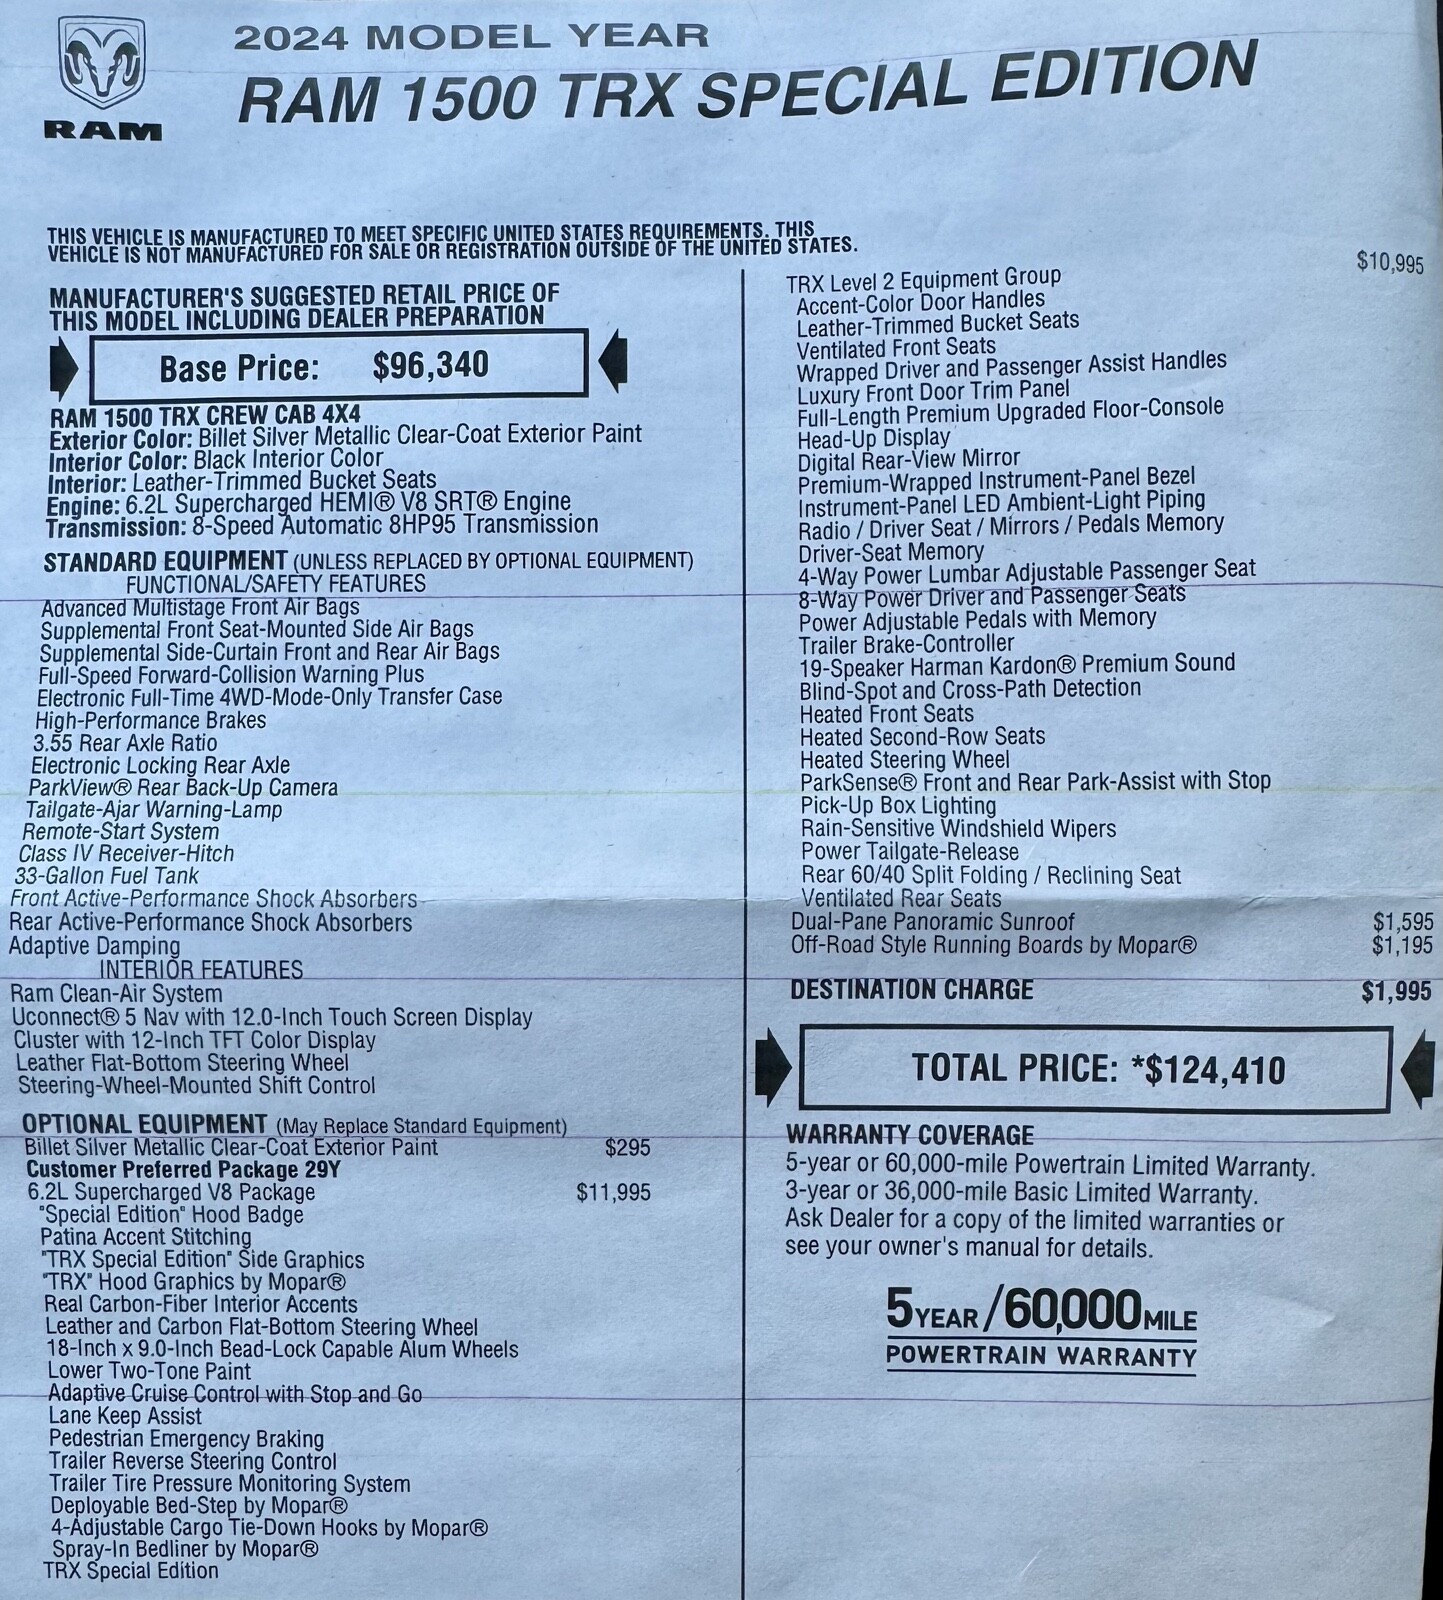 RAM
2024 MODEL YEAR
RAM 1500 TRX SPECIAL EDITION
THIS VEHICLE IS MANUFACTURED TO MEET SPECIFIC UNITED STATES REQUIREMENTS. THIS
VEHICLE IS NOT MANUFACTURED FOR SALE OR REGISTRATION OUTSIDE OF THE UNITED STATES.
MANUFACTURER'S SUGGESTED RETAIL PRICE OF
THIS MODEL INCLUDING DEALER PREPARATION
Base Price: $96,340
RAM 1500 TRX CREW CAB 4X4
Exterior Color: Billet Silver Metallic Clear-Coat Exterior Paint
Interior Color: Black Interior Color
Interior: Leather-Trimmed Bucket Seats
Engine: 6.2L Supercharged HEMI® V8 SRT® Engine
Transmission: 8-Speed Automatic 8HP95 Transmission
STANDARD EQUIPMENT (UNLESS REPLACED BY OPTIONAL EQUIPMENT)
FUNCTIONAL/SAFETY FEATURES
Advanced Multistage Front Air Bags
Supplemental Front Seat-Mounted Side Air Bags
Supplemental Side-Curtain Front and Rear Air Bags
Full-Speed Forward-Collision Warning Plus
Electronic Full-Time 4WD-Mode-Only Transfer Case
High-Performance Brakes
3.55 Rear Axle Ratio
Electronic Locking Rear Axle
ParkView® Rear Back-Up Camera
Tailgate-Ajar Warning-Lamp
Remote-Start System
Class IV Receiver-Hitch
33-Gallon Fuel Tank
Front Active-Performance Shock Absorbers
Rear Active-Performance Shock Absorbers
Adaptive Damping
INTERIOR FEATURES
Ram Clean-Air System
Uconnect® 5 Nav with 12.0-Inch Touch Screen Display
Cluster with 12-Inch TFT Color Display
Leather Flat-Bottom Steering Wheel
Steering-Wheel-Mounted Shift Control
OPTIONAL EQUIPMENT (May Replace Standard Equipment)
Billet Silver Metallic Clear-Coat Exterior Paint $295
Customer Preferred Package 29Y
6.2L Supercharged V8 Package $11,995
"Special Edition" Hood Badge
Patina Accent Stitching
"TRX Special Edition" Side Graphics
"TRX" Hood Graphics by Mopar®
Real Carbon-Fiber Interior Accents
Leather and Carbon Flat-Bottom Steering Wheel
18-Inch x 9.0-Inch Bead-Lock Capable Alum Wheels
Lower Two-Tone Paint
Adaptive Cruise Control with Stop and Go
Lane Keep Assist
Pedestrian Emergency Braking
Trailer Reverse Steering Control
Trailer Tire Pressure Monitoring System
Deployable Bed-Step by Mopar®
4-Adjustable Cargo Tie-Down Hooks by Mopar®
Spray-In Bedliner by Mopar®
TRX Special Edition
TRX Level 2 Equipment Group $10,995
Accent-Color Door Handles
Leather-Trimmed Bucket Seats
Ventilated Front Seats
Wrapped Driver and Passenger Assist Handles
Luxury Front Door Trim Panel
Full-Length Premium Upgraded Floor-Console
Head-Up Display
Digital Rear-View Mirror
Premium-Wrapped Instrument-Panel Bezel
Instrument-Panel LED Ambient-Light Piping
Radio / Driver Seat / Mirrors / Pedals Memory
Driver-Seat Memory
4-Way Power Lumbar Adjustable Passenger Seat
8-Way Power Driver and Passenger Seats
Power Adjustable Pedals with Memory
Trailer Brake-Controller
19-Speaker Harman Kardon® Premium Sound
Blind-Spot and Cross-Path Detection
Heated Front Seats
Heated Second-Row Seats
Heated Steering Wheel
ParkSense® Front and Rear Park-Assist with Stop
Pick-Up Box Lighting
Rain-Sensitive Windshield Wipers
Power Tailgate-Release
Rear 60/40 Split Folding / Reclining Seat
Ventilated Rear Seats
Dual-Pane Panoramic Sunroof $1,595
Off-Road Style Running Boards by Mopar® $1,195
DESTINATION CHARGE $1,995
TOTAL PRICE: *$124,410
WARRANTY COVERAGE
5-year or 60,000-mile Powertrain Limited Warranty.
3-year or 36,000-mile Basic Limited Warranty.
Ask Dealer for a copy of the limited warranties or
see your owner's manual for details.
5YEAR/60,000MILE
POWERTRAIN WARRANTY